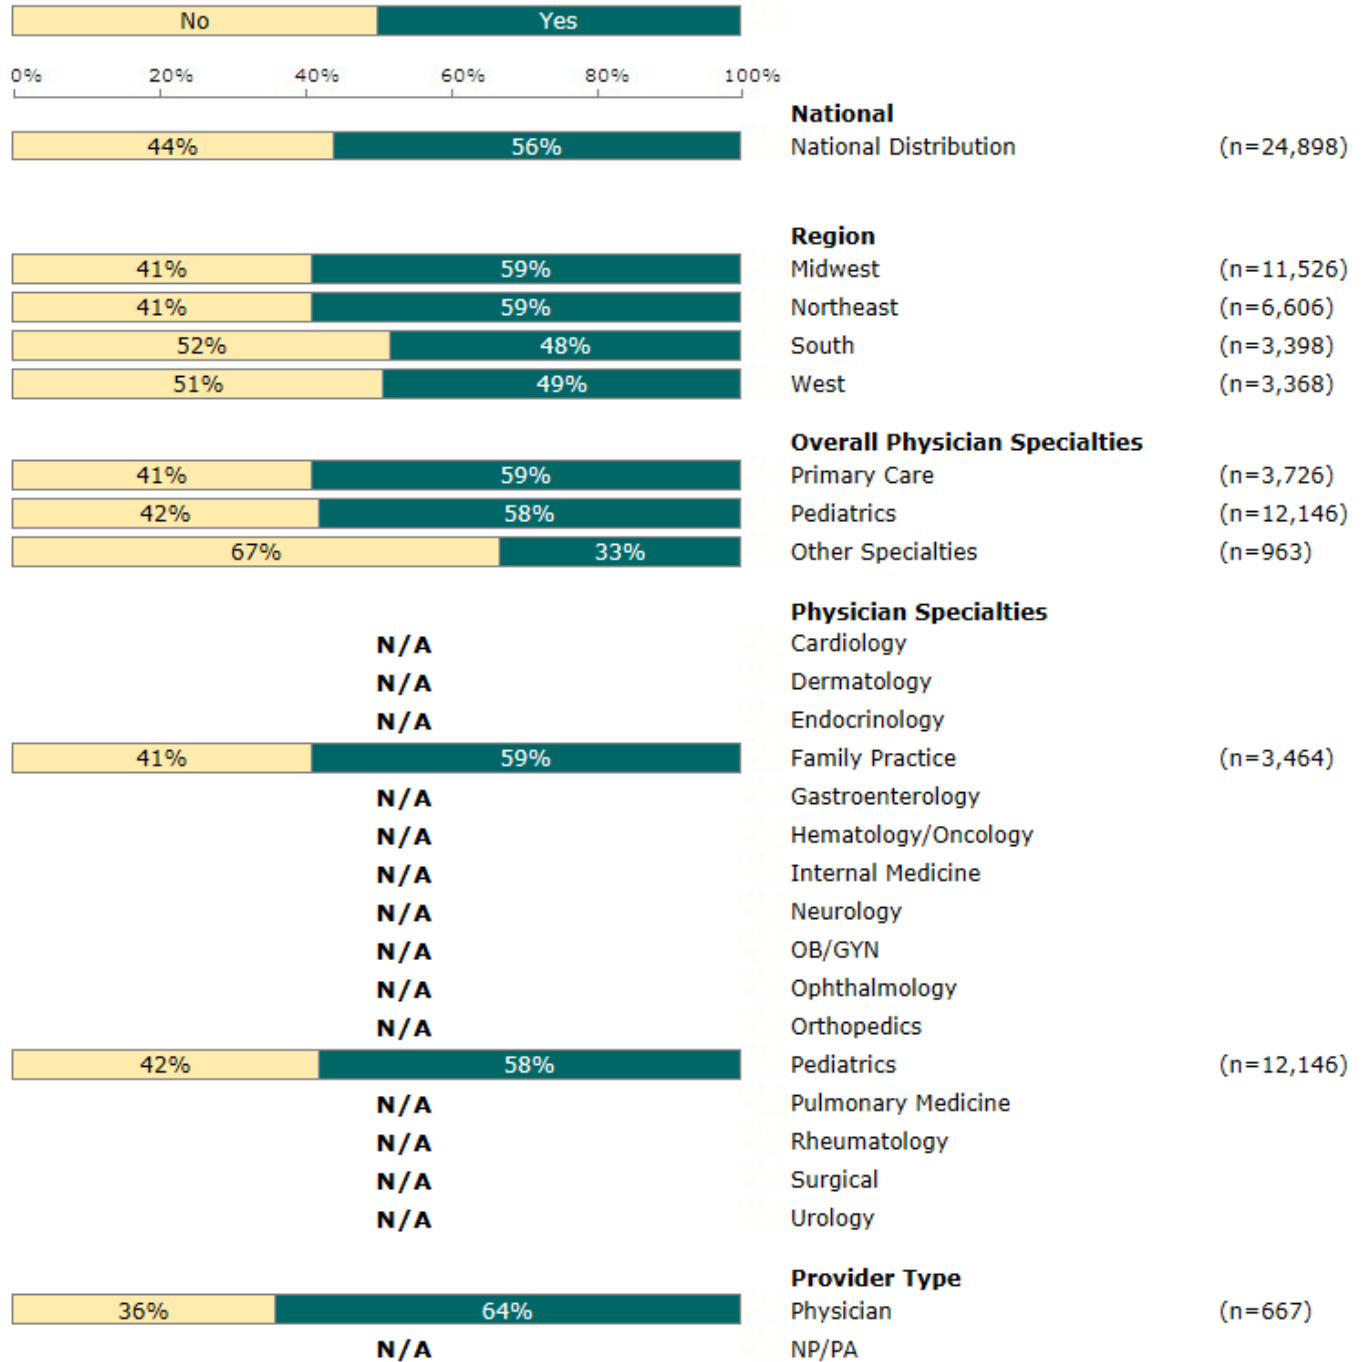 No Yes
0% 20% 40% 60% 80% 100%
National
44% 56% National Distribution (n=24,898)
Region
41% 59% Midwest (n=11,526)
41% 59% Northeast (n=6,606)
52% 48% South (n=3,398)
51% 49% West (n=3,368)
Overall Physician Specialties
41% 59% Primary Care (n=3,726)
42% 58% Pediatrics (n=12,146)
67% 33% Other Specialties (n=963)
Physician Specialties
N/A Cardiology
N/A Dermatology
N/A Endocrinology
41% 59% Family Practice (n=3,464)
N/A Gastroenterology
N/A Hematology/Oncology
N/A Internal Medicine
N/A Neurology
N/A OB/GYN
N/A Ophthalmology
N/A Orthopedics
42% 58% Pediatrics (n=12,146)
N/A Pulmonary Medicine
N/A Rheumatology
N/A Surgical
N/A Urology
Provider Type
36% 64% Physician (n=667)
N/A NP/PA